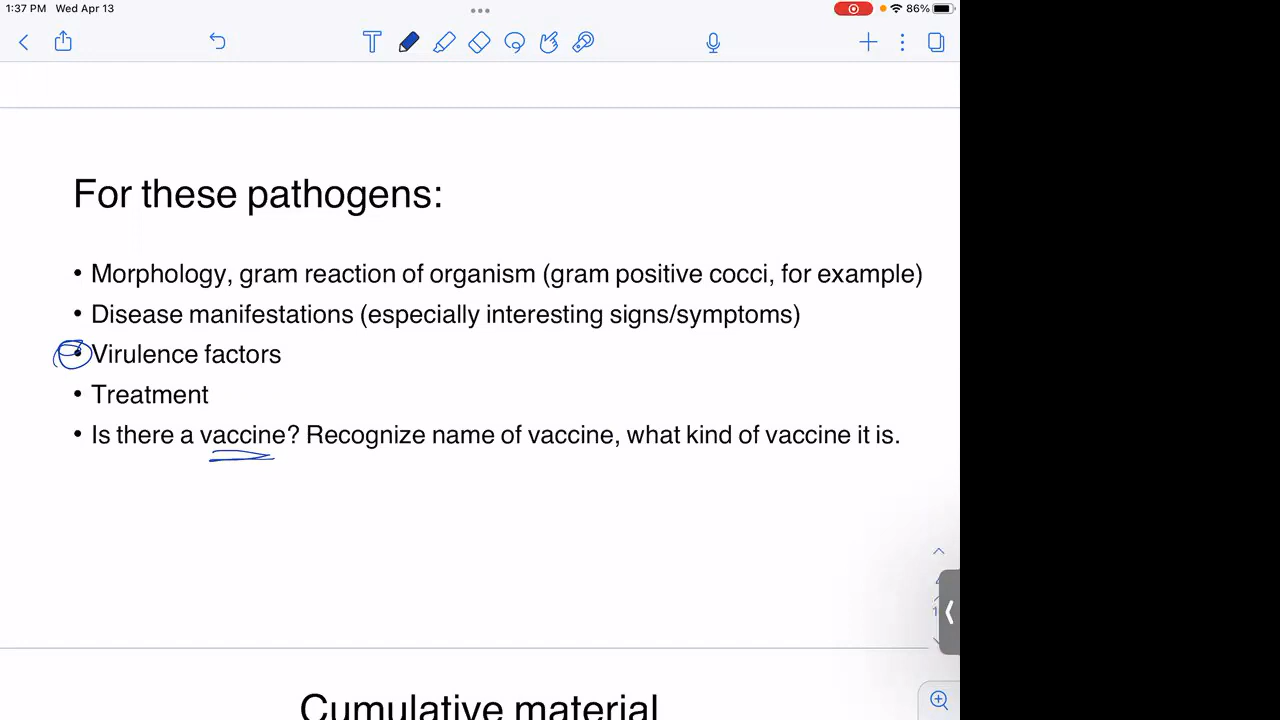 1:37 PM Wed Apr 13
86%
For these pathogens:
• Morphology, gram reaction of organism (gram positive cocci, for example)
• Disease manifestations (especially interesting signs/symptoms)
• Virulence factors
• Treatment
• Is there a vaccine? Recognize name of vaccine, what kind of vaccine it is.
Cumulative material